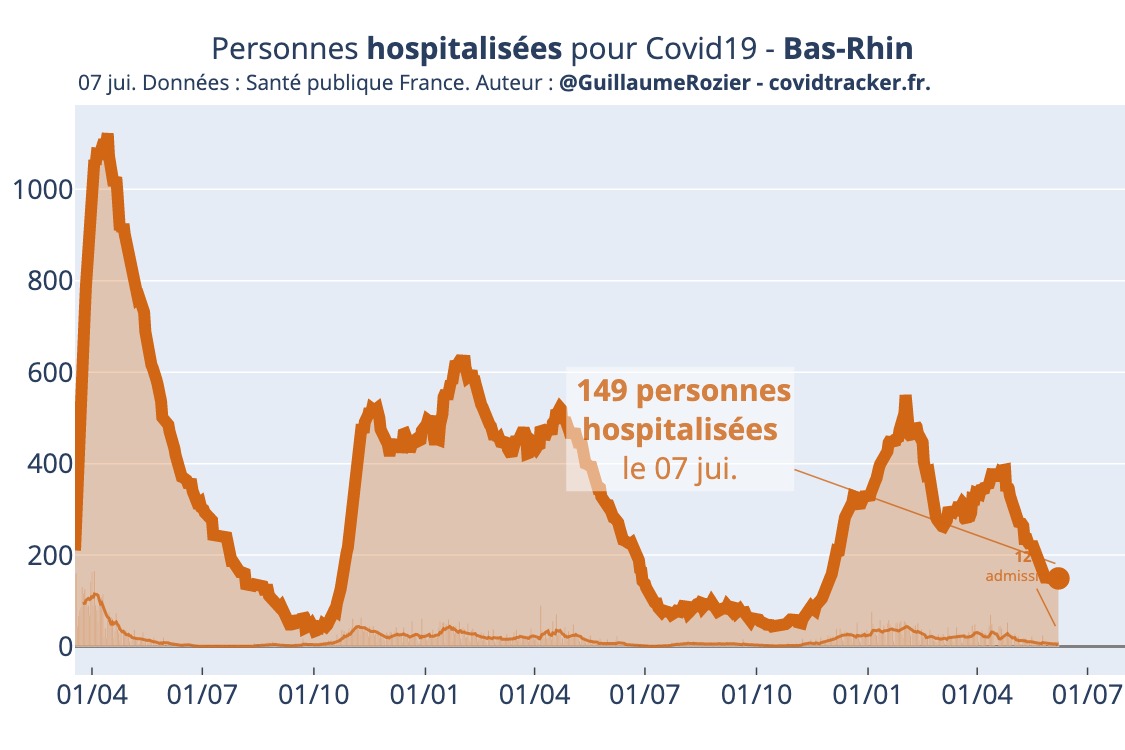 Personnes hospitalisées pour Covid19 - Bas-Rhin
07 jui. Données : Santé publique France. Auteur : @GuillaumeRozier - covidtracker.fr.
1000
800
600
149 personnes
hospitalisées
le 07 jui.
400
200
12
0
01/04 01/07 01/10 01/01 01/04 01/07 01/10 01/01 01/04 01/07